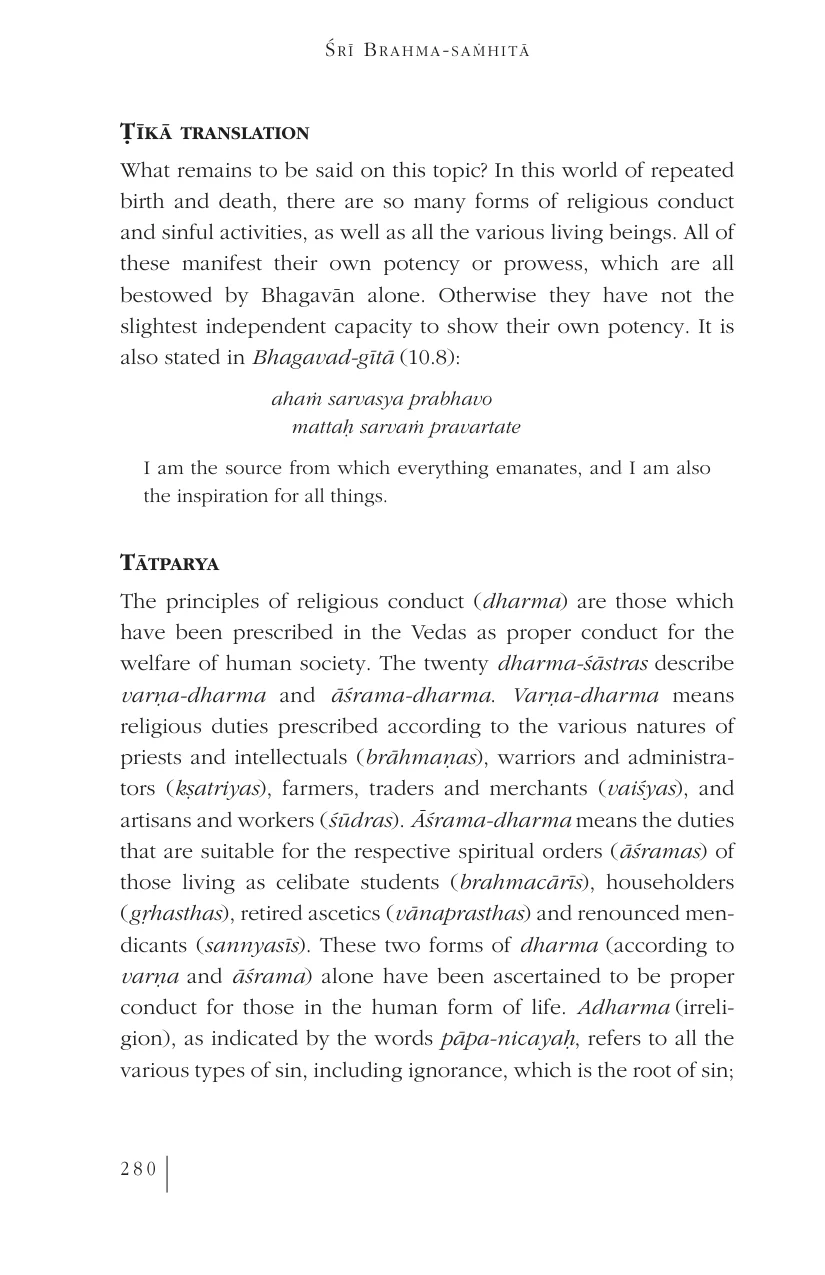 Śrī Brahma-saṁhitā
Ṭīkā translation
What remains to be said on this topic? In this world of repeated
birth and death, there are so many forms of religious conduct
and sinful activities, as well as all the various living beings. All of
these manifest their own potency or prowess, which are all
bestowed by Bhagavān alone. Otherwise they have not the
slightest independent capacity to show their own potency. It is
also stated in Bhagavad-gītā (10.8):
ahaṁ sarvasya prabhavo
mattaḥ sarvaṁ pravartate
I am the source from which everything emanates, and I am also
the inspiration for all things.
Tātparya
The principles of religious conduct (dharma) are those which
have been prescribed in the Vedas as proper conduct for the
welfare of human society. The twenty dharma-śāstras describe
varṇa-dharma and āśrama-dharma. Varṇa-dharma means
religious duties prescribed according to the various natures of
priests and intellectuals (brāhmaṇas), warriors and administra-
tors (kṣatriyas), farmers, traders and merchants (vaiśyas), and
artisans and workers (śūdras). Āśrama-dharma means the duties
that are suitable for the respective spiritual orders (āśramas) of
those living as celibate students (brahmacārīs), householders
(gṛhasthas), retired ascetics (vānaprasthas) and renounced men-
dicants (sannyasīs). These two forms of dharma (according to
varṇa and āśrama) alone have been ascertained to be proper
conduct for those in the human form of life. Adharma (irreli-
gion), as indicated by the words pāpa-nicayaḥ, refers to all the
various types of sin, including ignorance, which is the root of sin;
280